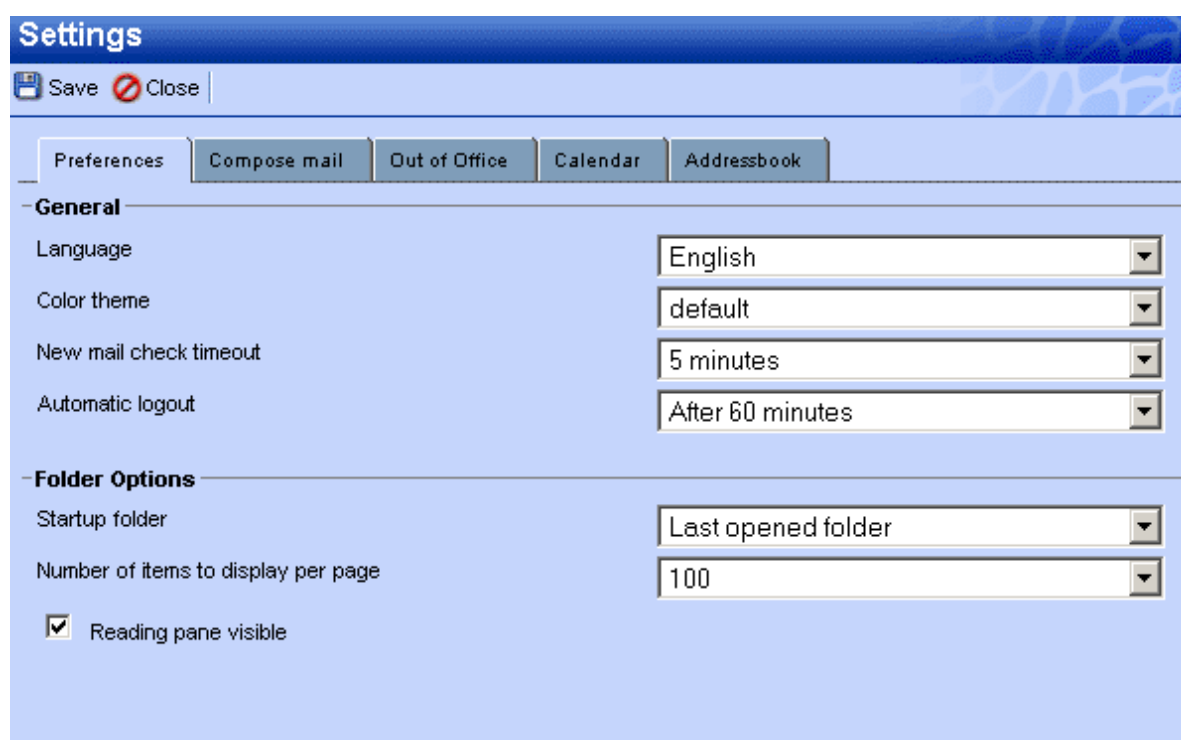 Settings
Save Close
Preferences Compose mail Out of Office Calendar Addressbook
General
Language English
Color theme default
New mail check timeout 5 minutes
Automatic logout After 60 minutes
Folder Options
Startup folder Last opened folder
Number of items to display per page 100
Reading pane visible